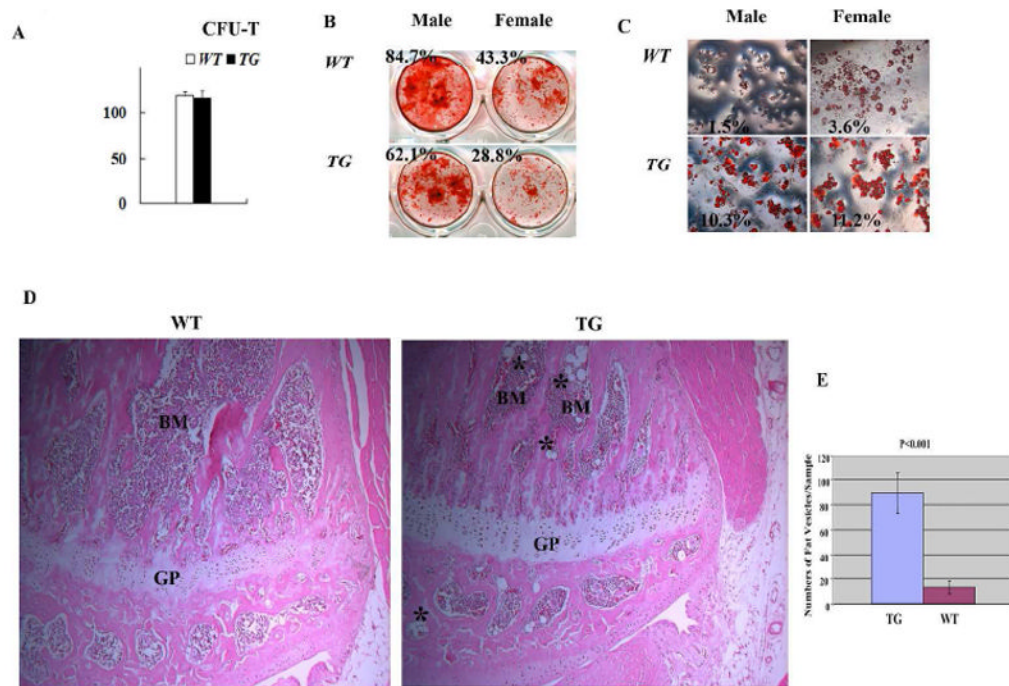 A
CFU-T
WT TG
100
50
0
B
Male Female
WT
84.7% 43.3%
TG
62.1% 28.8%
C
Male Female
WT
1.5% 3.6%
TG
10.3% 11.2%
D
WT TG
BM
GP
* *
BM BM
*
GP
*
E
P<0.001
Numbers of Fat Vesicles/Sample
120
100
80
60
40
20
0
TG WT